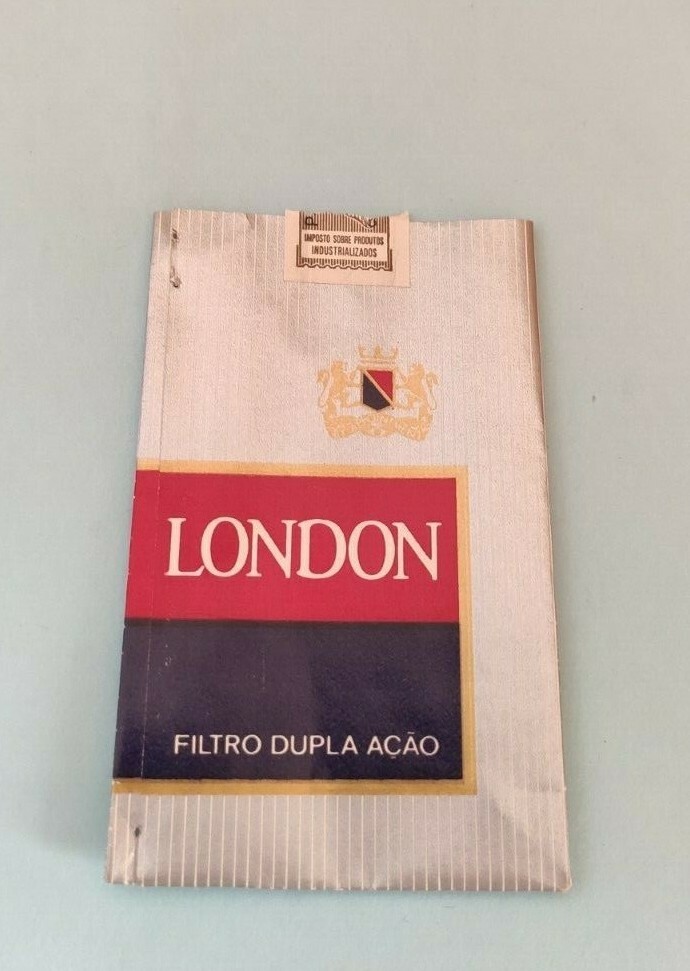 IMPOSTO SOBRE PRODUTOS
INDUSTRIALIZADOS
LONDON
FILTRO DUPLA AÇÃO